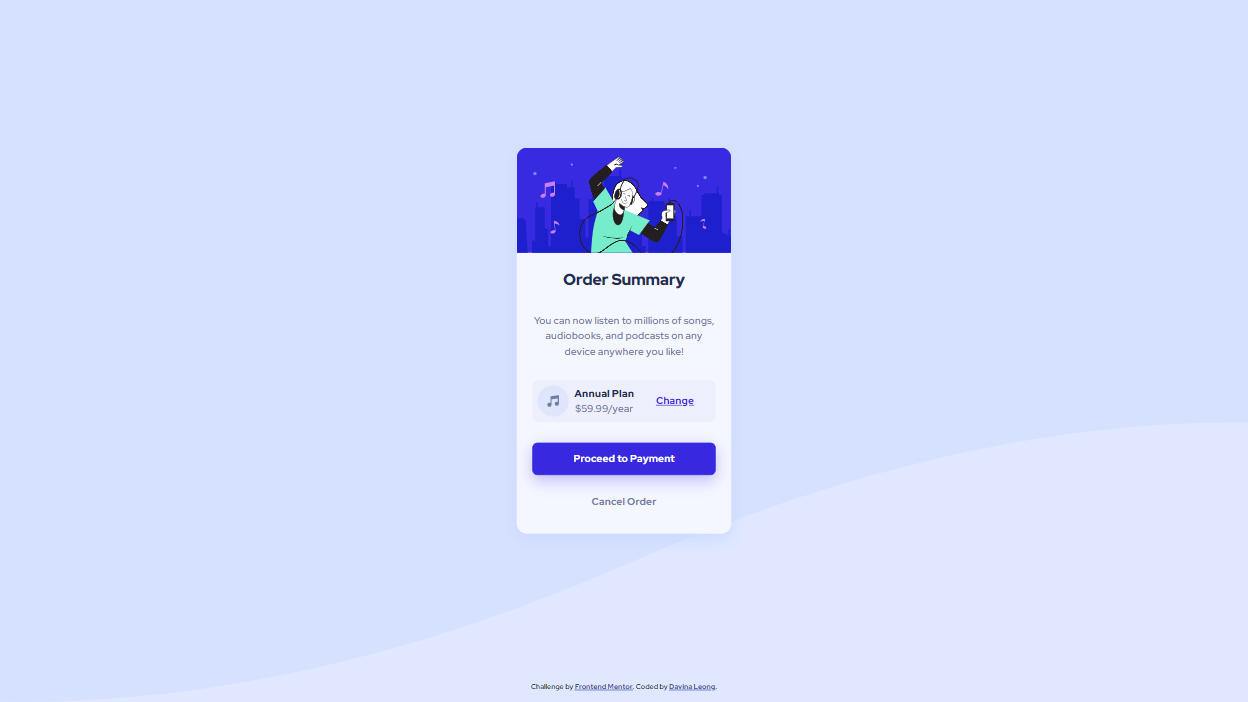 Order Summary
You can now listen to millions of songs,
audiobooks, and podcasts on any
device anywhere you like!
Annual Plan
$59.99/year
Change
Proceed to Payment
Cancel Order
Challenge by Frontend Mentor. Coded by Davina Leong.